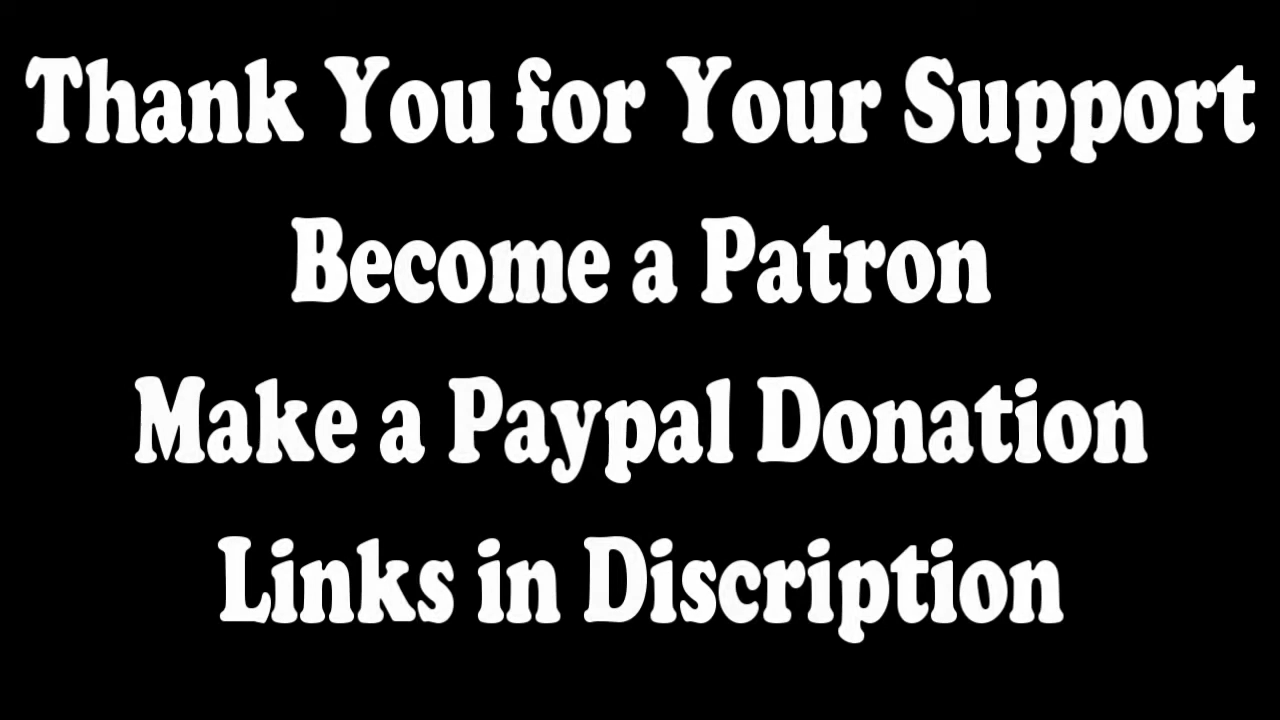 Thank You for Your Support
Become a Patron
Make a Paypal Donation
Links in Discription